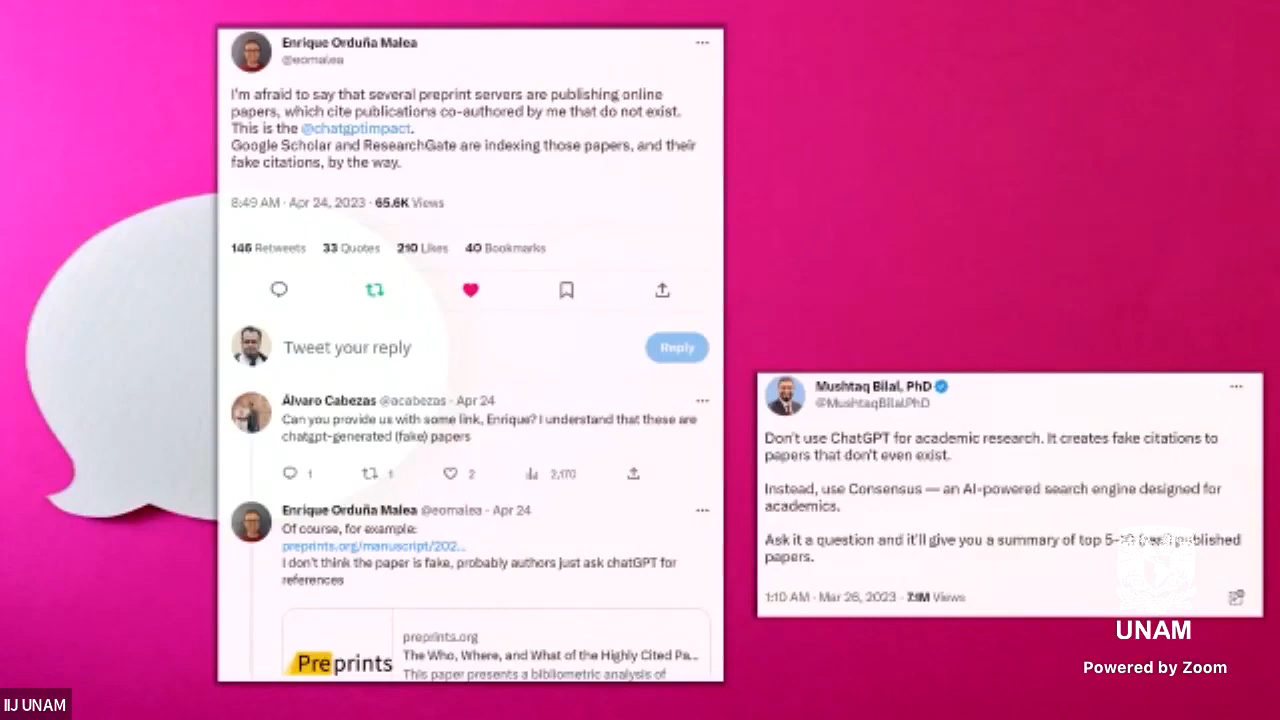 Enrique Orduña Malea
@eomalea
I'm afraid to say that several preprint servers are publishing online
papers, which cite publications co-authored by me that do not exist.
This is the @chatgptimpact.
Google Scholar and ResearchGate are indexing those papers, and their
fake citations, by the way.
8:49 AM · Apr 24, 2023 · 65.6K Views
146 Retweets 33 Quotes 210 Likes 40 Bookmarks
Tweet your reply
Reply
Álvaro Cabezas @acabezas · Apr 24
Can you provide us with some link, Enrique? I understand that these are
chatgpt-generated (fake) papers
1 1 2 2,170
Enrique Orduña Malea @eomalea · Apr 24
Of course, for example:
preprints.org/manuscript/202...
I don't think the paper is fake, probably authors just ask chatGPT for
references
Preprints
preprints.org
The Who, Where, and What of the Highly Cited Pa...
This paper presents a bibliometric analysis of
Mushtaq Bilal, PhD
@MushtaqBilalPhD
Don't use ChatGPT for academic research. It creates fake citations to
papers that don't even exist.
Instead, use Consensus — an AI-powered search engine designed for
academics.
Ask it a question and it'll give you a summary of top 5- published
papers.
1:10 AM · Mar 26, 2023 · 7.1M Views
UNAM
Powered by Zoom
IIJ UNAM